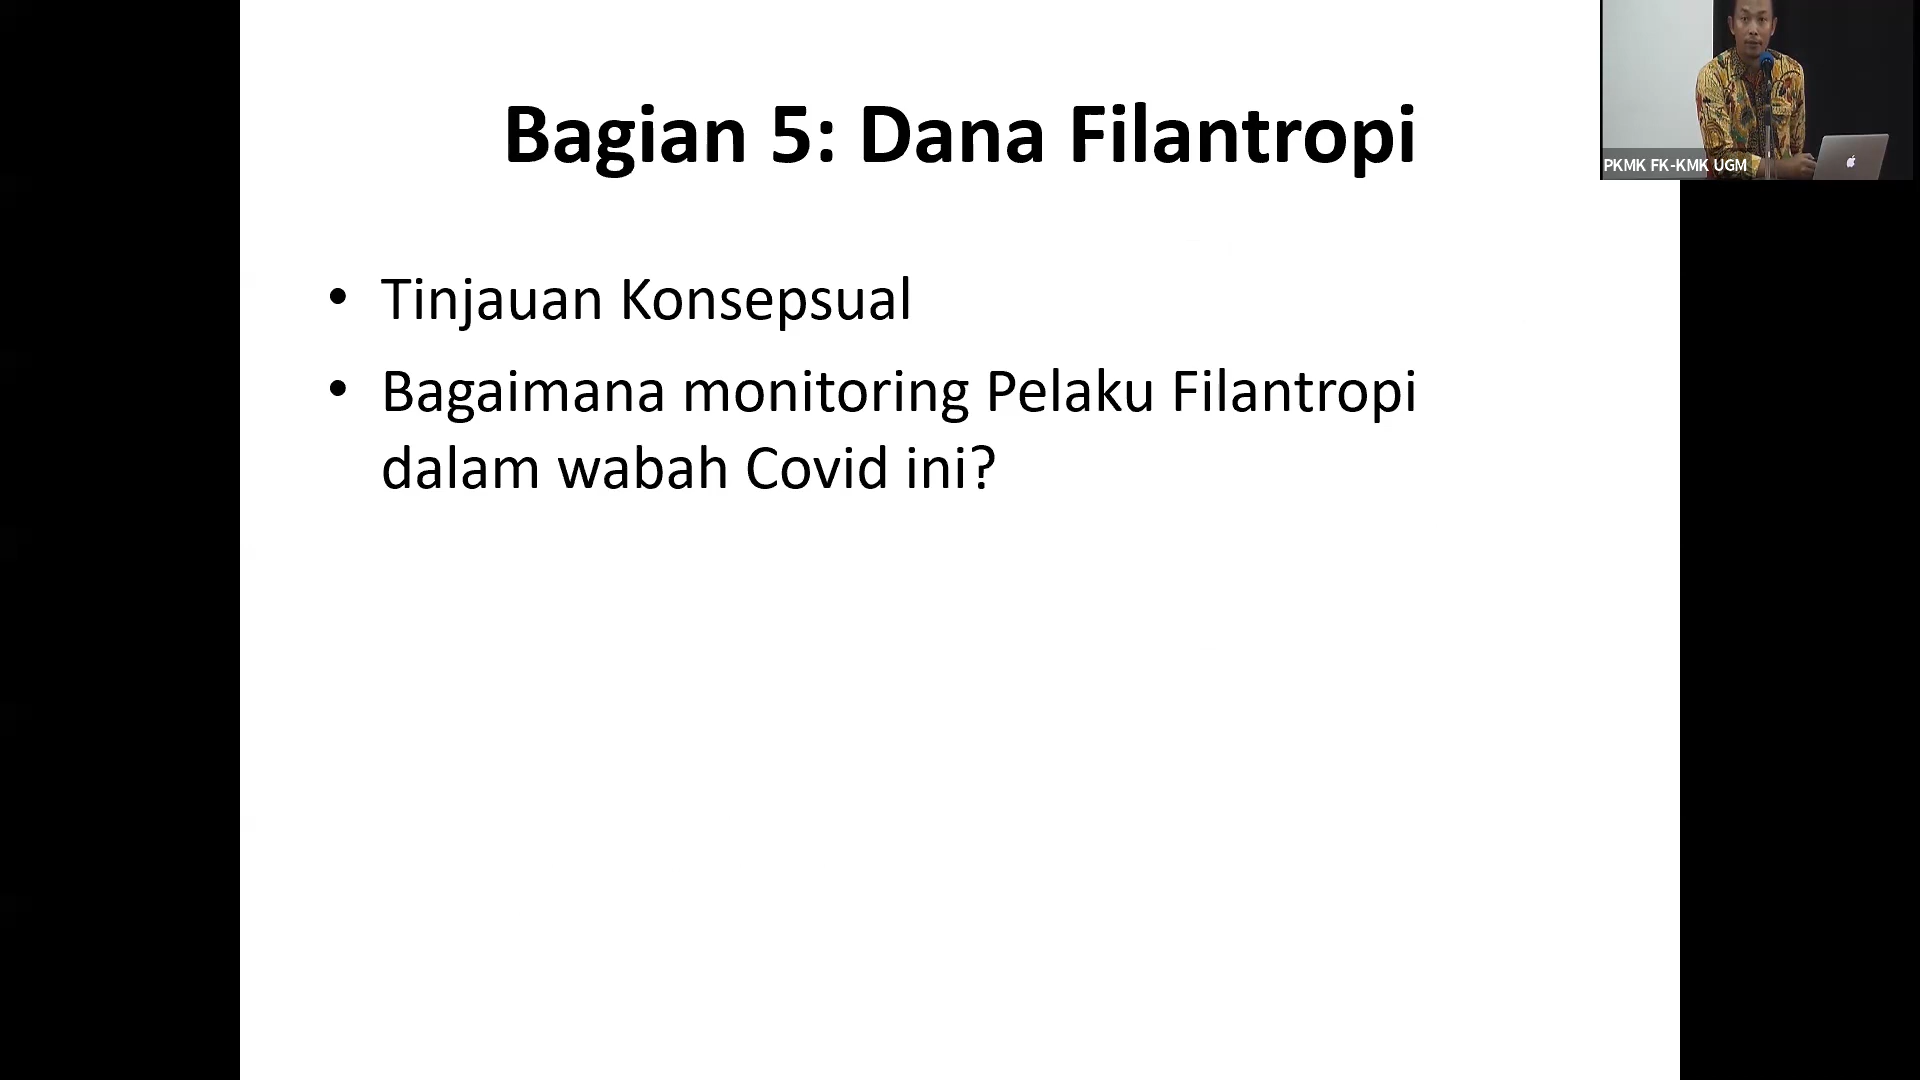 Bagian 5: Dana Filantropi
PKMK FK-KMK UGM
• Tinjauan Konsepsual
• Bagaimana monitoring Pelaku Filantropi
dalam wabah Covid ini?